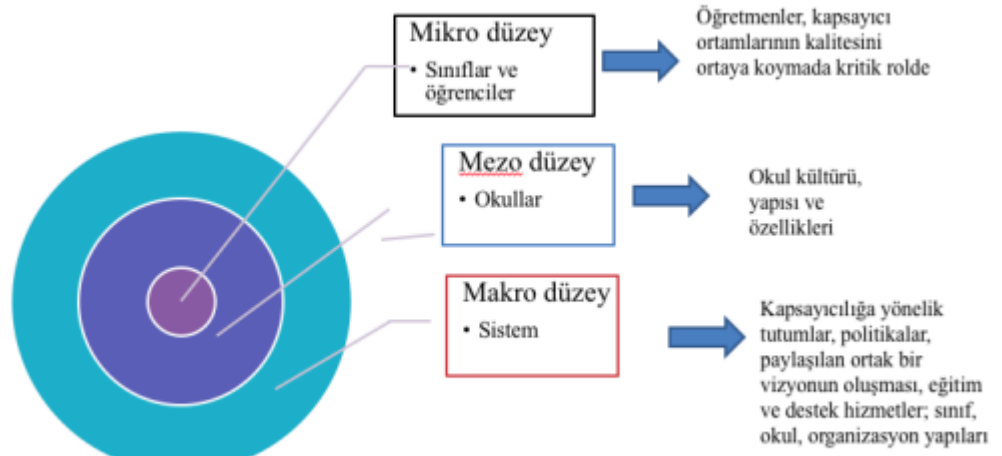 Mikro düzey
• Sınıflar ve
öğrenciler
Öğretmenler, kapsayıcı
ortamlarının kalitesini
ortaya koymada kritik rolde
Mezo düzey
• Okullar
Okul kültürü,
yapısı ve
özellikleri
Makro düzey
• Sistem
Kapsayıcılığa yönelik
tutumlar, politikalar,
paylaşılan ortak bir
vizyonun oluşması, eğitim
ve destek hizmetler; sınıf,
okul, organizasyon yapıları